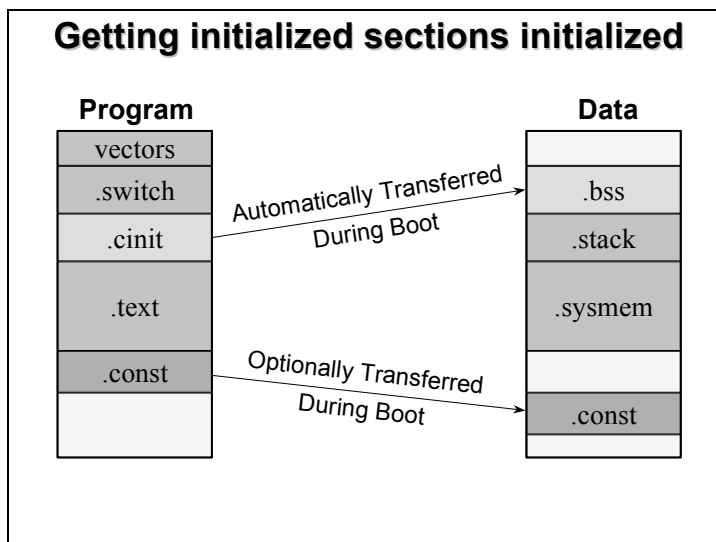 Getting initialized sections initialized
Program
vectors
.switch
.cinit
.text
.const
Automatically Transferred
During Boot
Optionally Transferred
During Boot
Data
.bss
.stack
.sysmem
.const